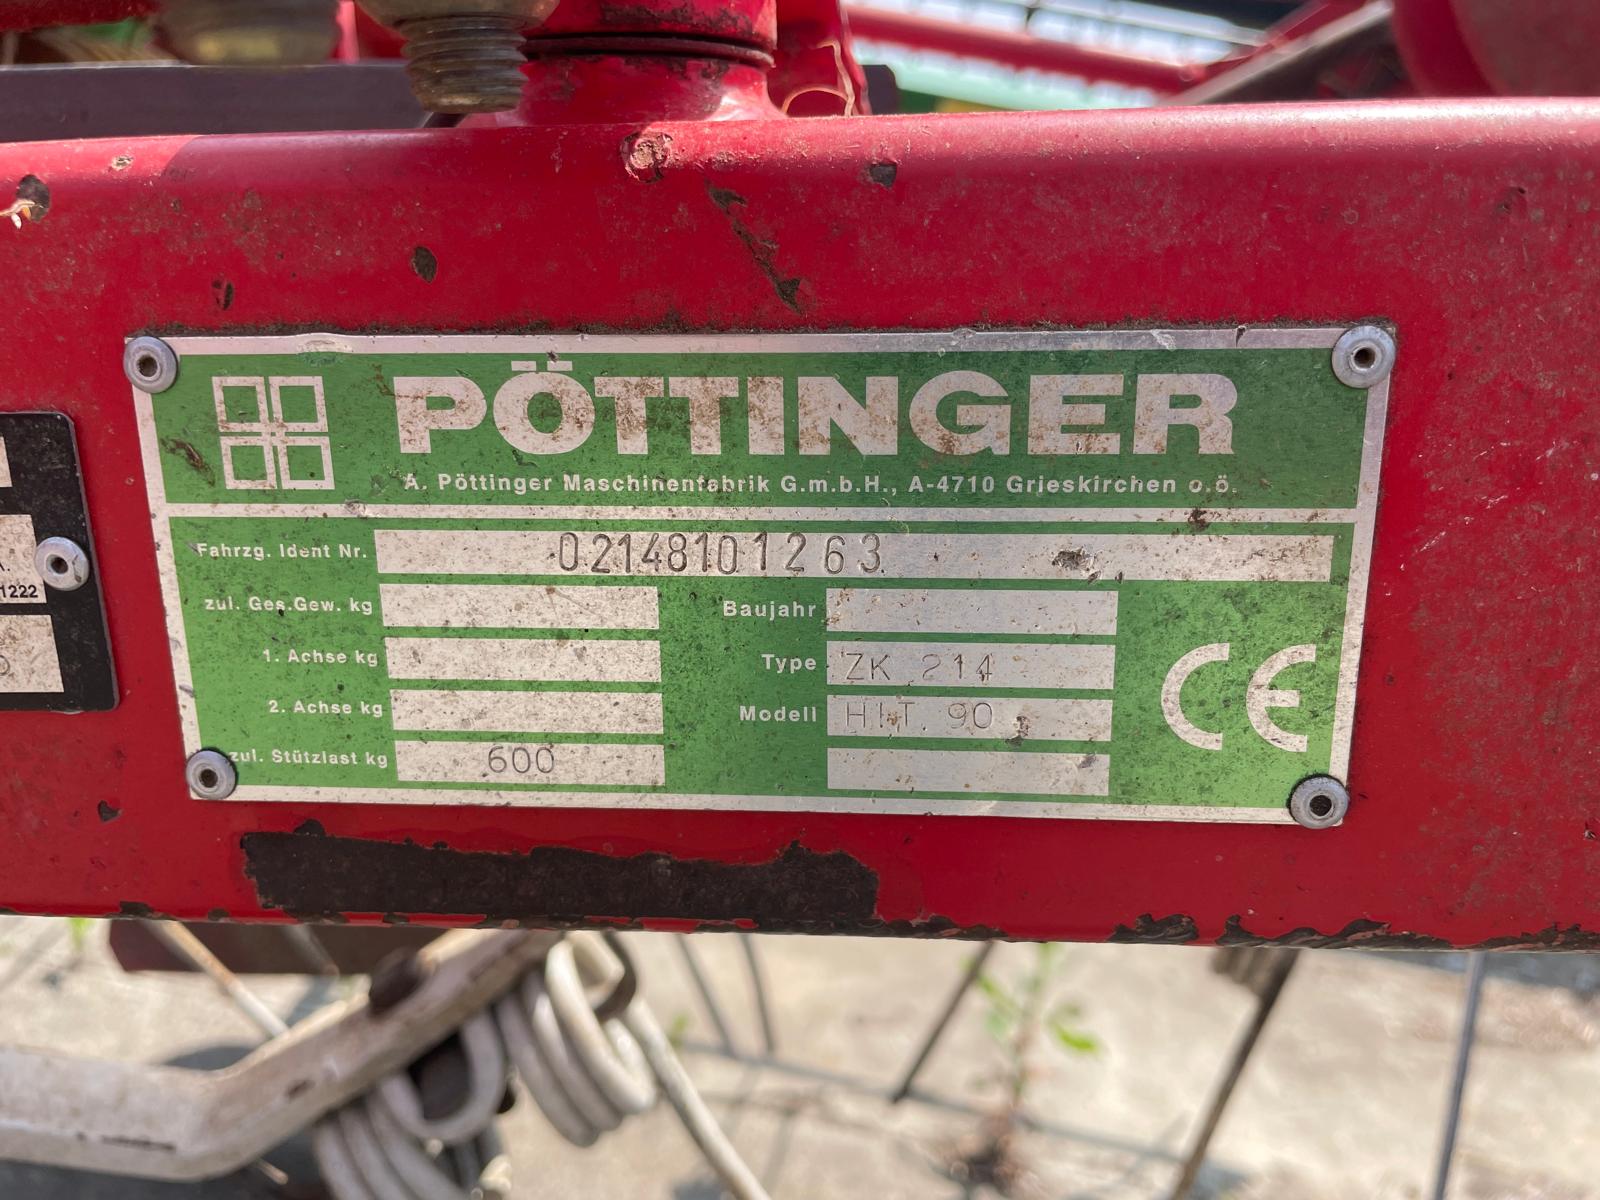 PÖTTINGER
A. Pöttinger Maschinenfabrik G.m.b.H., A-4710 Grieskirchen o.ö.
Fahrzg. Ident Nr. 02148101263
zul. Ges.Gew. kg
Baujahr
1. Achse kg
Type ZK 214
2. Achse kg
Modell HIT 90
zul. Stützlast kg 600
CE
1222